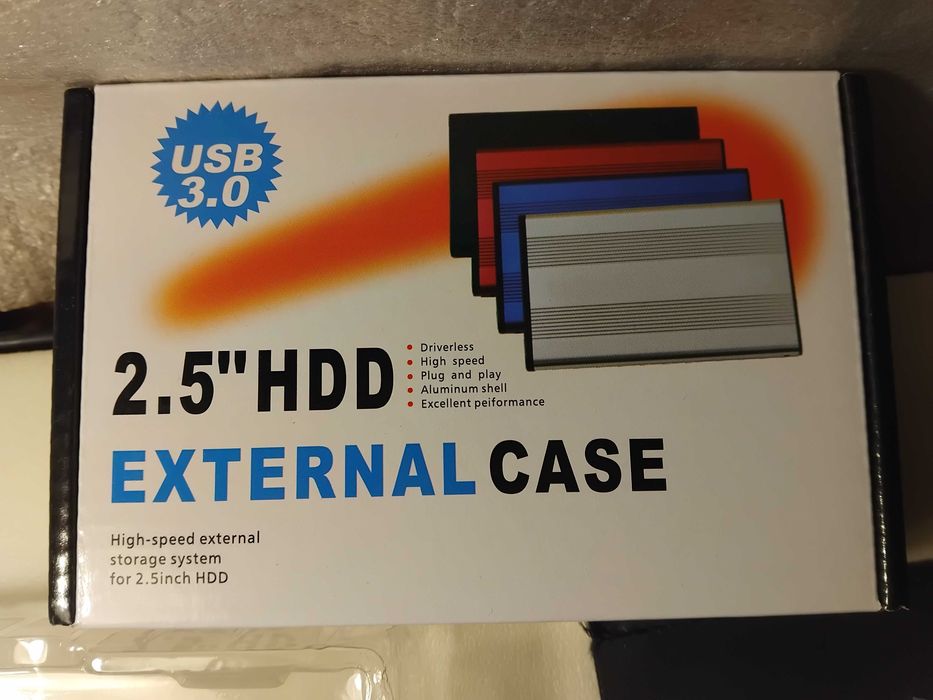 USB
3.0
2.5"HDD
Driverless
High speed
Plug and play
Aluminum shell
Excellent peiformance
EXTERNAL CASE
High-speed external
storage system
for 2.5inch HDD